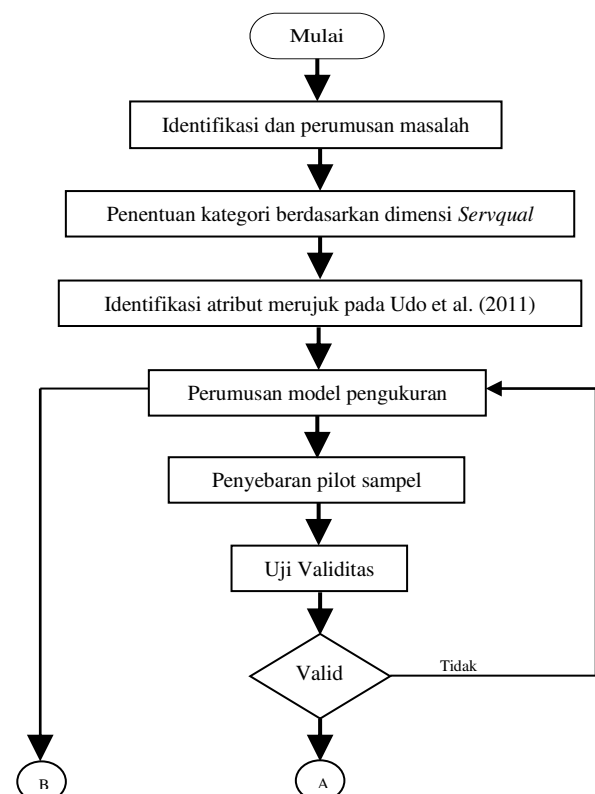 Mulai
Identifikasi dan perumusan masalah
Penentuan kategori berdasarkan dimensi Servqual
Identifikasi atribut merujuk pada Udo et al. (2011)
Perumusan model pengukuran
Penyebaran pilot sampel
Uji Validitas
Valid
Tidak
B
A